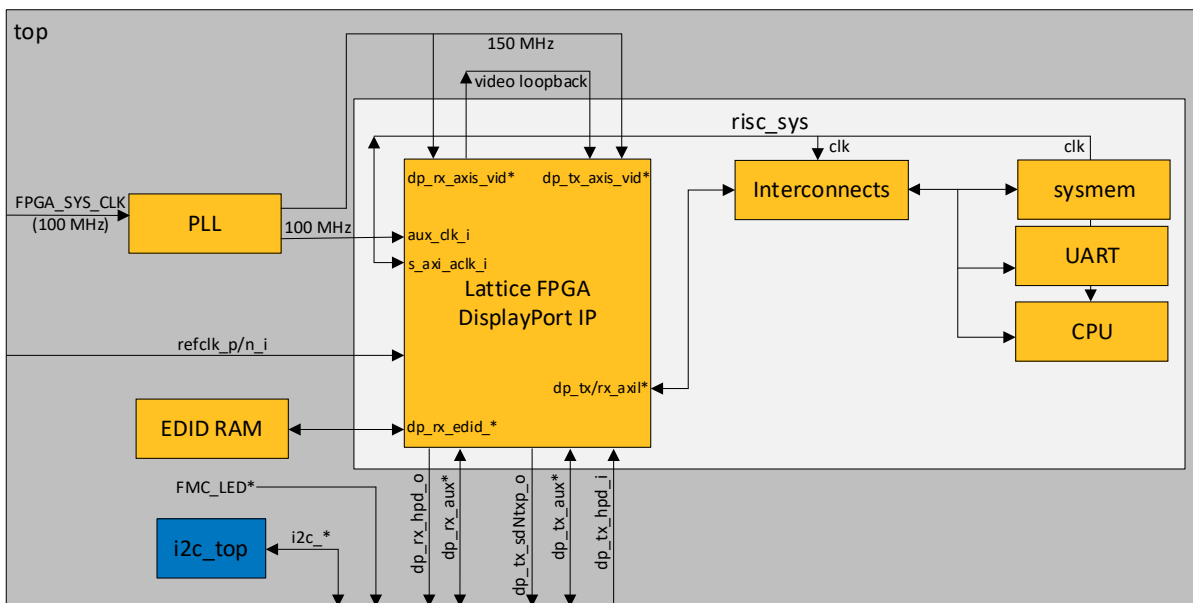 top
150 MHz
video loopback
risc_sys
clk
clk
dp_rx_axis_vid*
dp_tx_axis_vid*
Interconnects
sysmem
FPGA_SYS_CLK
(100 MHz)
PLL
100 MHz
aux_clk_i
s_axi_aclk_i
UART
Lattice FPGA
DisplayPort IP
CPU
refclk_p/n_i
dp_tx/rx_axil*
EDID RAM
dp_rx_edid_*
FMC_LED*
i2c_top
i2c_*
dp_rx_hpd_o
dp_rx_aux*
dp_tx_sdNtxp_o
dp_tx_aux*
dp_tx_hpd_i